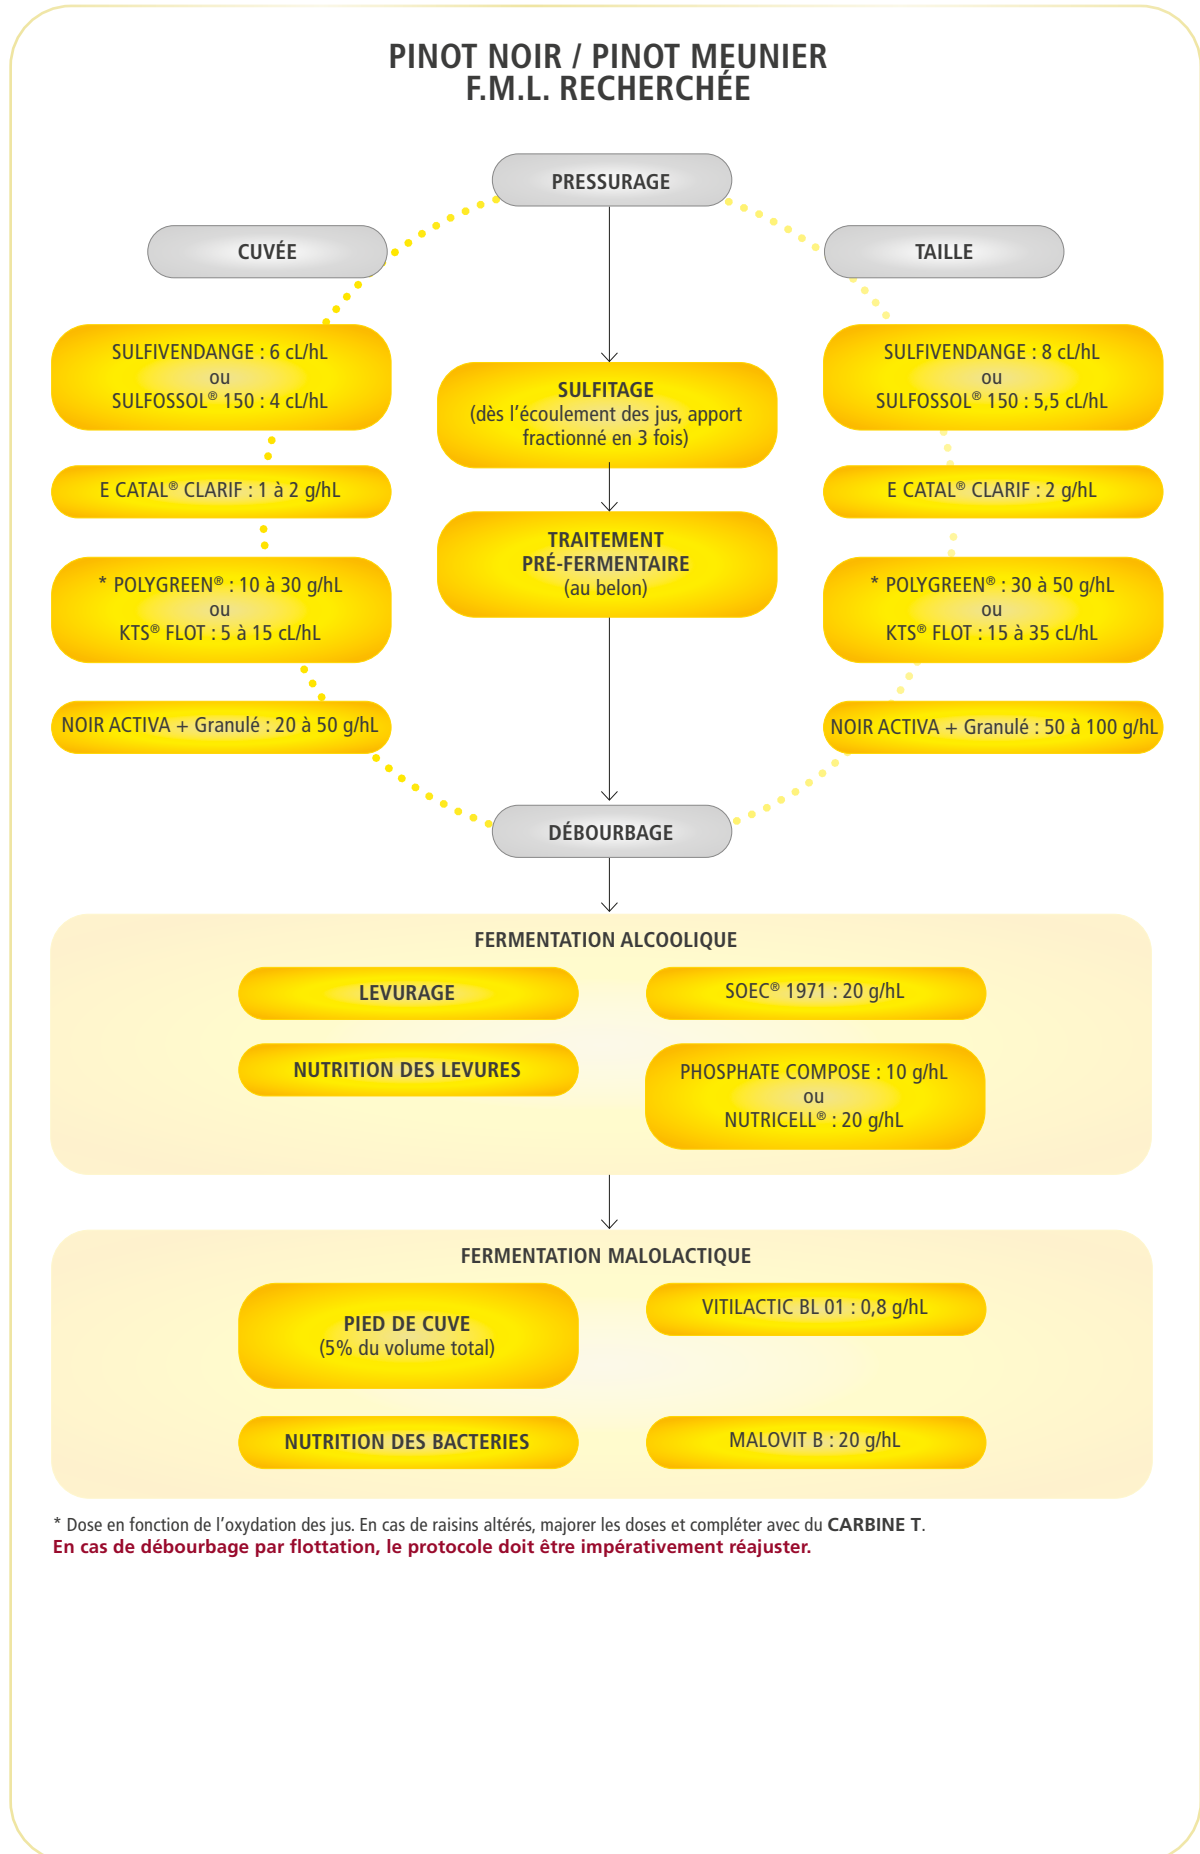 PINOT NOIR / PINOT MEUNIER
F.M.L. RECHERCHÉE
PRESSURAGE
CUVÉE
TAILLE
SULFIVENDANGE : 6 cL/hL
ou
SULFOSSOL® 150 : 4 cL/hL
SULFITAGE
(dès l’écoulement des jus, apport
fractionné en 3 fois)
SULFIVENDANGE : 8 cL/hL
ou
SULFOSSOL® 150 : 5,5 cL/hL
E CATAL® CLARIF : 1 à 2 g/hL
E CATAL® CLARIF : 2 g/hL
TRAITEMENT
PRÉ-FERMENTAIRE
(au belon)
* POLYGREEN® : 10 à 30 g/hL
ou
KTS® FLOT : 5 à 15 cL/hL
* POLYGREEN® : 30 à 50 g/hL
ou
KTS® FLOT : 15 à 35 cL/hL
NOIR ACTIVA + Granulé : 20 à 50 g/hL
NOIR ACTIVA + Granulé : 50 à 100 g/hL
DÉBOURBAGE
FERMENTATION ALCOOLIQUE
LEVURAGE
SOEC® 1971 : 20 g/hL
NUTRITION DES LEVURES
PHOSPHATE COMPOSE : 10 g/hL
ou
NUTRICELL® : 20 g/hL
FERMENTATION MALOLACTIQUE
PIED DE CUVE
(5% du volume total)
VITILACTIC BL 01 : 0,8 g/hL
NUTRITION DES BACTERIES
MALOVIT B : 20 g/hL
* Dose en fonction de l’oxydation des jus. En cas de raisins altérés, majorer les doses et compléter avec du CARBINE T.
En cas de débourbage par flottation, le protocole doit être impérativement réajuster.